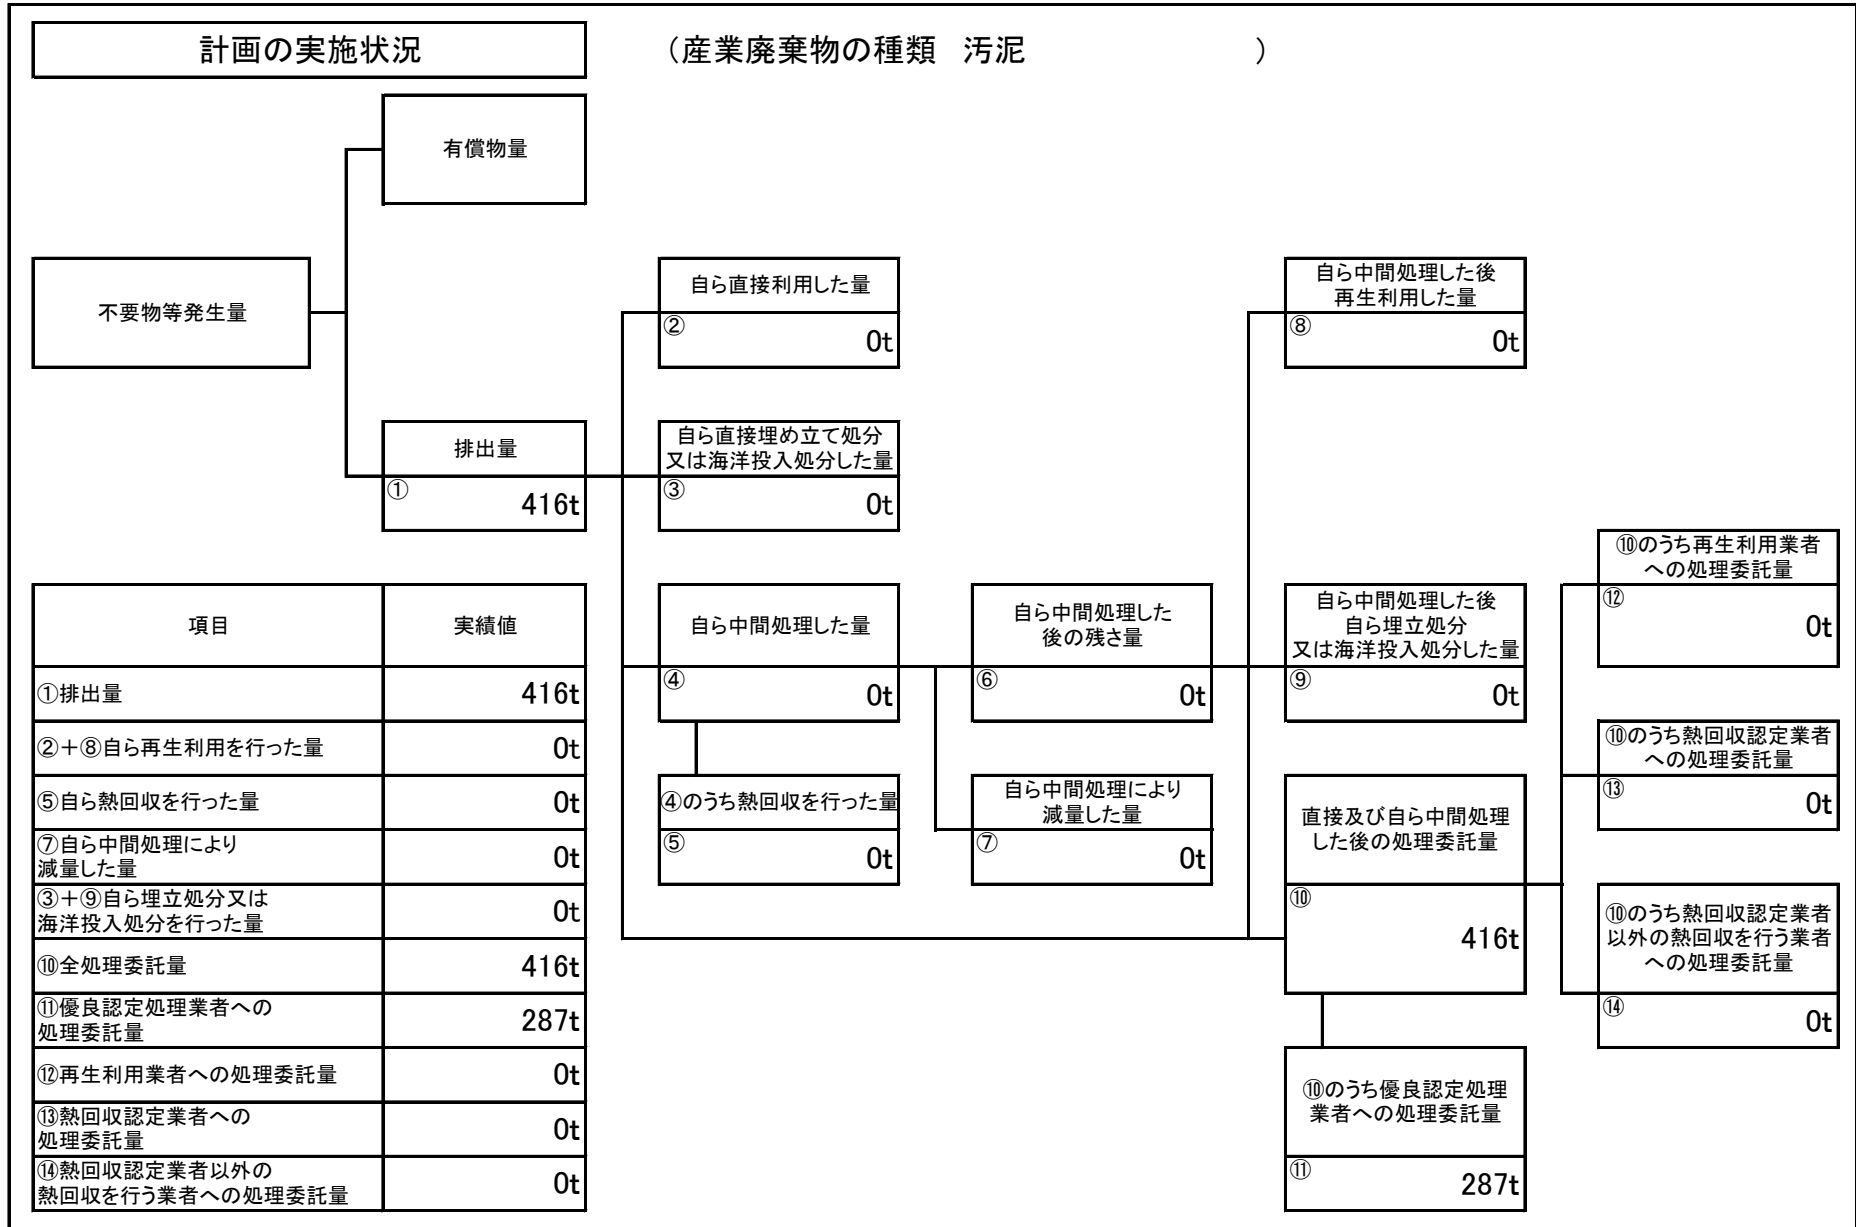 計画の実施状況
（産業廃棄物の種類　汚泥　　　　　　　）
有償物量
不要物等発生量
排出量
①
416t
自ら直接利用した量
②
0t
自ら直接埋め立て処分
又は海洋投入処分した量
③
0t
自ら中間処理した量
④
0t
④のうち熱回収を行った量
⑤
0t
自ら中間処理した
後の残さ量
⑥
0t
自ら中間処理により
減量した量
⑦
0t
自ら中間処理した後
再生利用した量
⑧
0t
自ら中間処理した後
自ら埋立処分
又は海洋投入処分した量
⑨
0t
直接及び自ら中間処理
した後の処理委託量
⑩
416t
⑩のうち優良認定処理
業者への処理委託量
⑪
287t
⑩のうち再生利用業者
への処理委託量
⑫
0t
⑩のうち熱回収認定業者
への処理委託量
⑬
0t
⑩のうち熱回収認定業者
以外の熱回収を行う業者
への処理委託量
⑭
0t
項目　実績値
①排出量　416t
②＋⑧自ら再生利用を行った量　0t
⑤自ら熱回収を行った量　0t
⑦自ら中間処理により
減量した量　0t
③＋⑨自ら埋立処分又は
海洋投入処分を行った量　0t
⑩全処理委託量　416t
⑪優良認定処理業者への
処理委託量　287t
⑫再生利用業者への処理委託量　0t
⑬熱回収認定業者への
処理委託量　0t
⑭熱回収認定業者以外の
熱回収を行う業者への処理委託量　0t